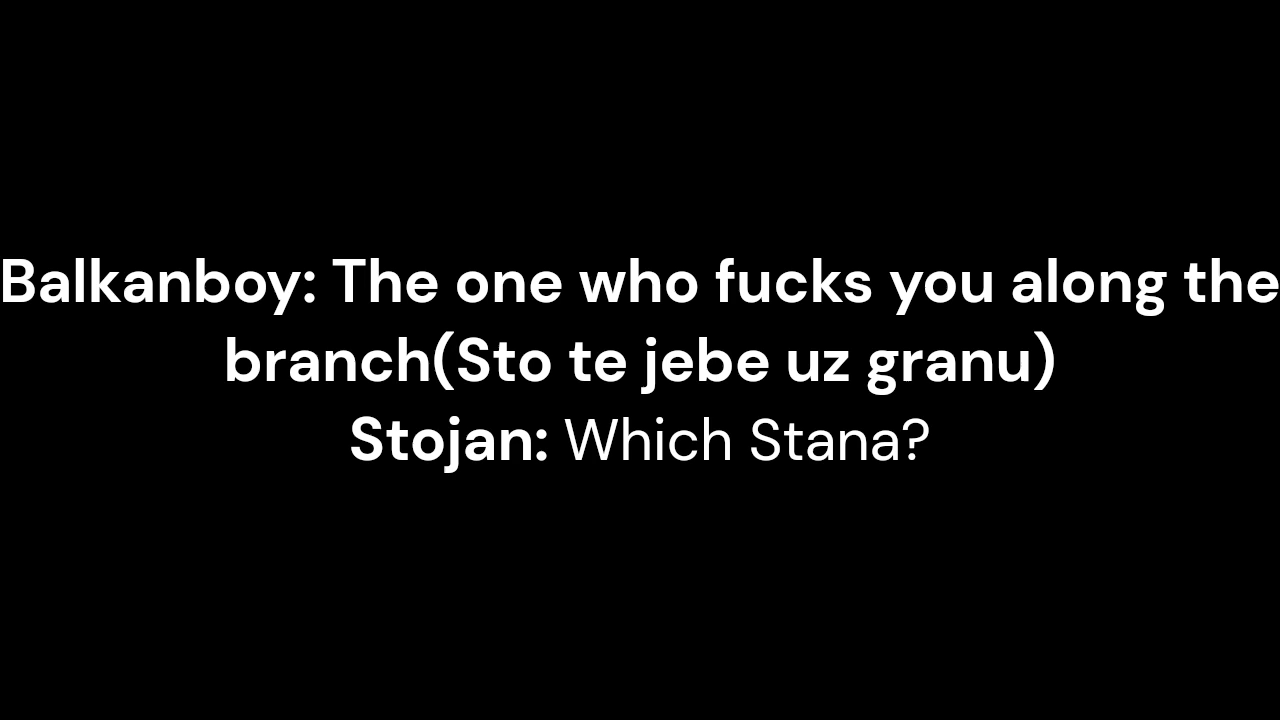 Balkanboy: The one who fucks you along the
branch(Sto te jebe uz granu)
Stojan: Which Stana?